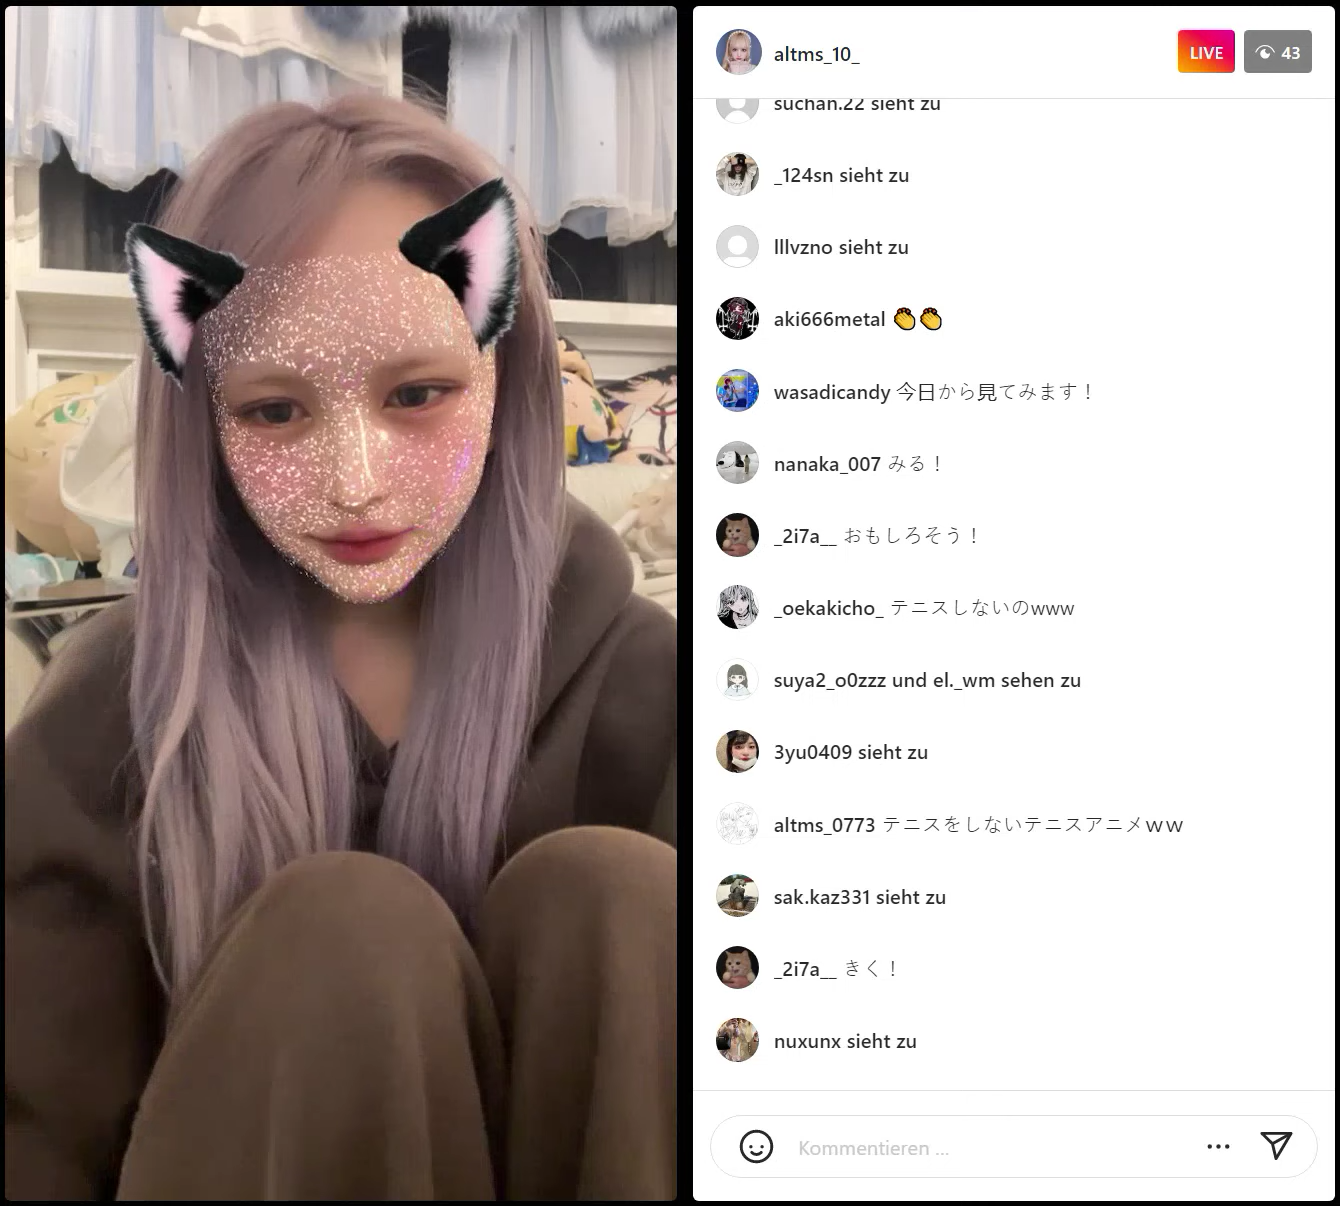 altms_10_
LIVE
43
suchan.22 sieht zu
_124sn sieht zu
lllvzno sieht zu
aki666metal 👏👏
wasadicandy 今日から見てみます！
nanaka_007 みる！
_2i7a__ おもしろそう！
_oekakicho_ テニスしないのwww
suya2_o0zzz und el._wm sehen zu
3yu0409 sieht zu
altms_0773 テニスをしないテニスアニメｗｗ
sak.kaz331 sieht zu
_2i7a__ きく！
nuxunx sieht zu
Kommentieren ...